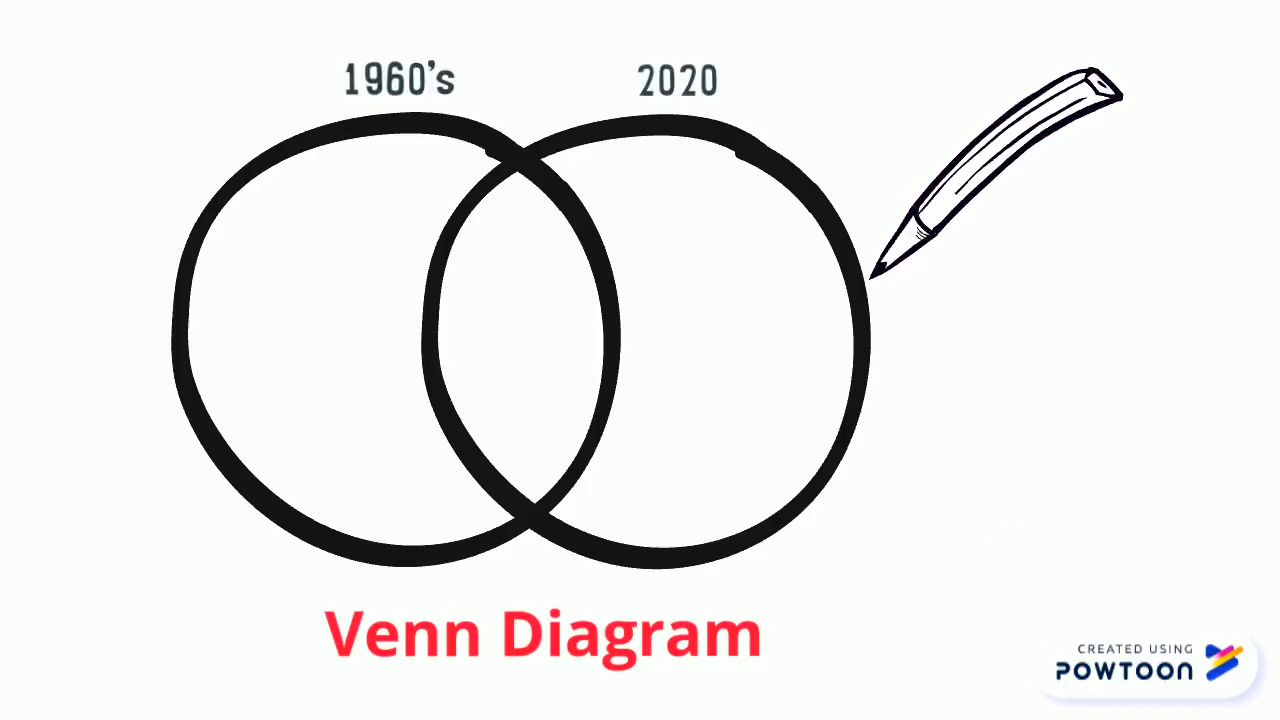 1960's
2020
Venn Diagram
CREATED USING
POWTOON